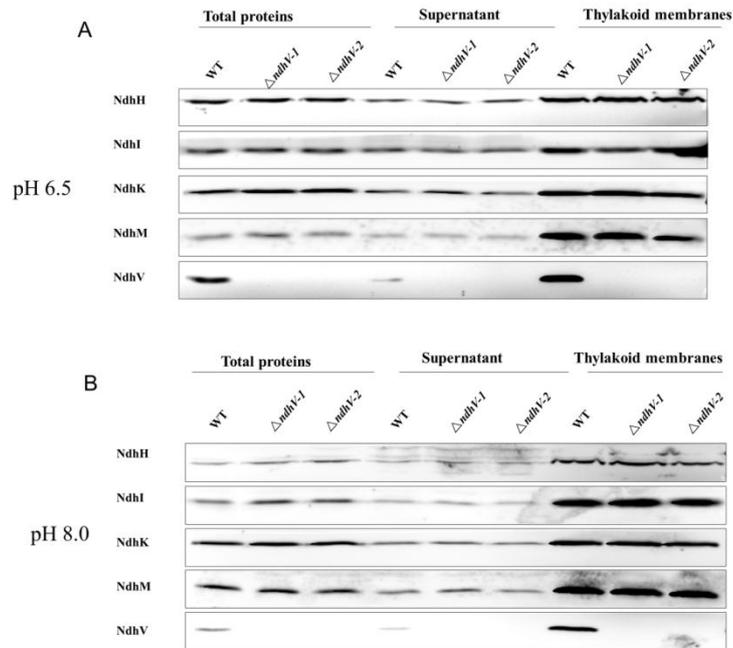 A
Total proteins Supernatant Thylakoid membranes
WT △ndhV-1 △ndhV-2 WT △ndhV-1 △ndhV-2 WT △ndhV-1 △ndhV-2
NdhH
NdhI
pH 6.5
NdhK
NdhM
NdhV
B
Total proteins Supernatant Thylakoid membranes
WT △ndhV-1 △ndhV-2 WT △ndhV-1 △ndhV-2 WT △ndhV-1 △ndhV-2
NdhH
NdhI
pH 8.0
NdhK
NdhM
NdhV